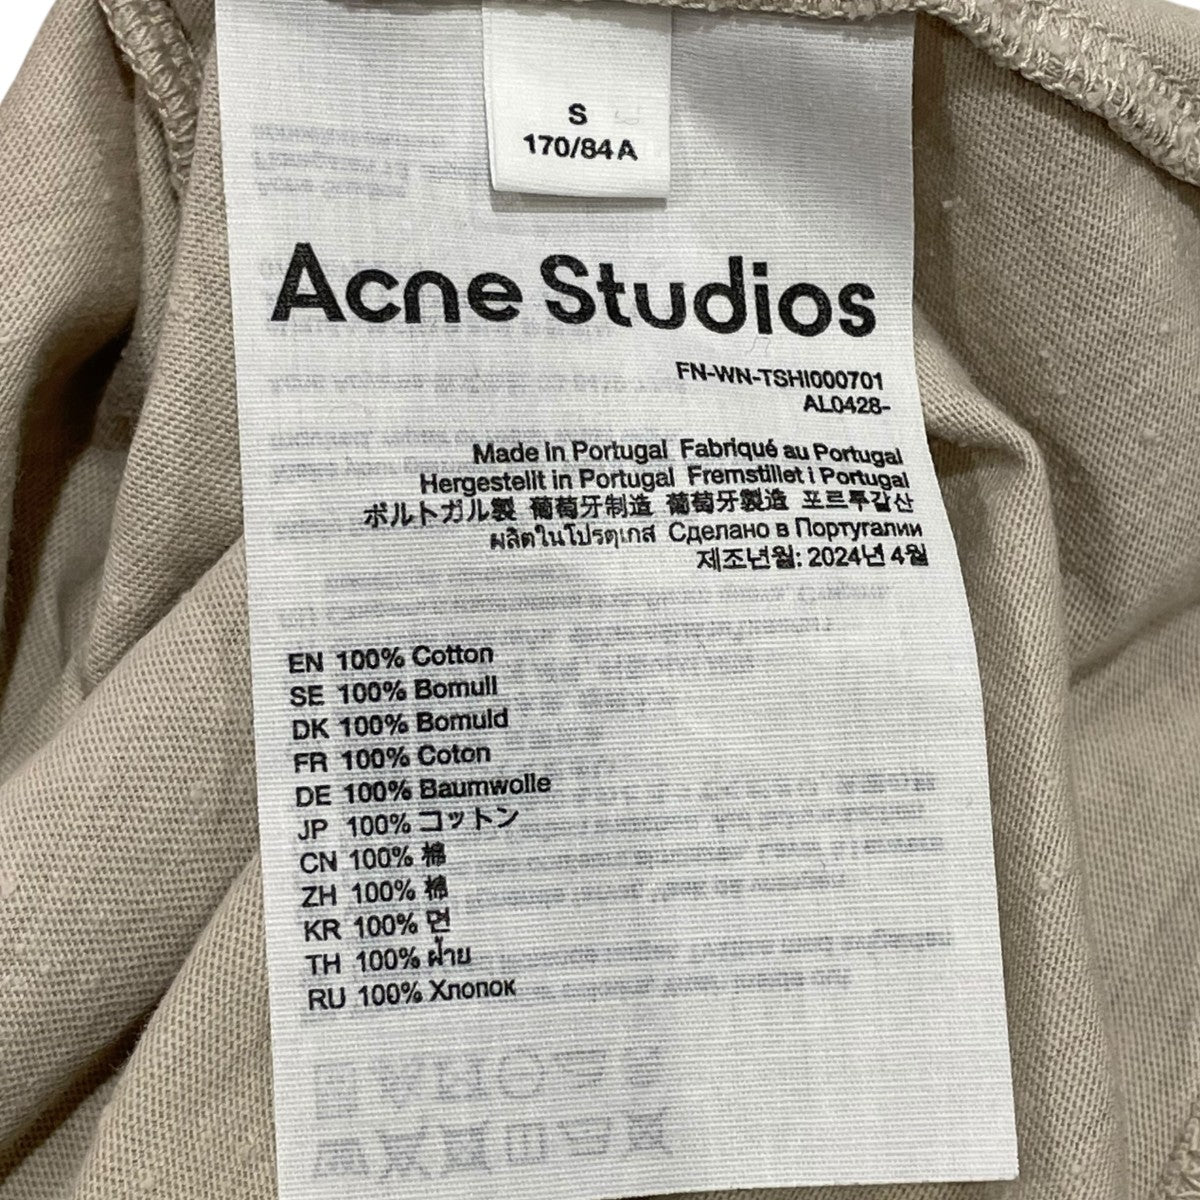 S
170/84A
Acne Studios
FN-WN-TSHI000701
AL0428-
Made in Portugal Fabriqué au Portugal
Hergestellt in Portugal Fremstillet i Portugal
ポルトガル製 葡萄牙制造 葡萄牙製造 포르투갈산
ผลิตในโปรตุเกส Сделано в Португалии
제조년월: 2024년 4월
EN 100% Cotton
SE 100% Bomull
DK 100% Bomuld
FR 100% Coton
DE 100% Baumwolle
JP 100% コットン
CN 100% 棉
ZH 100% 棉
KR 100% 면
TH 100% ฝ้าย
RU 100% Хлопок